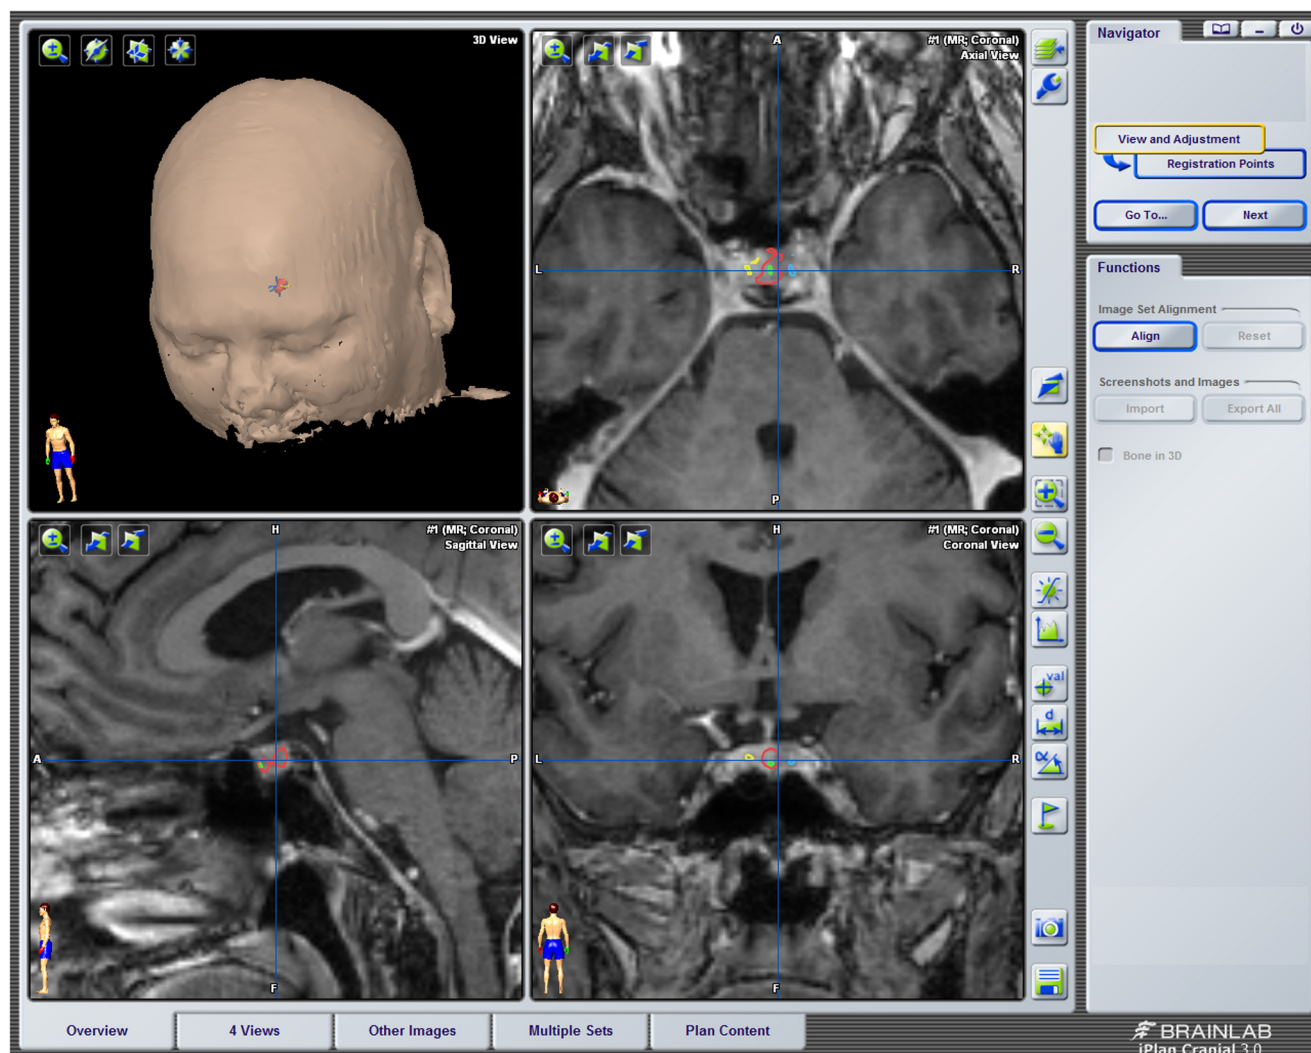 3D View
#1 (MR; Coronal)
Axial View
A
L
R
P
#1 (MR; Coronal)
Sagittal View
H
A
P
F
#1 (MR; Coronal)
Coronal View
H
L
R
F
val
d
α
Navigator
View and Adjustment
Registration Points
Go To...
Next
Functions
Image Set Alignment
Align
Reset
Screenshots and Images
Import
Export All
Bone in 3D
Overview
4 Views
Other Images
Multiple Sets
Plan Content
BRAINLAB
iPlan Cranial 3.0